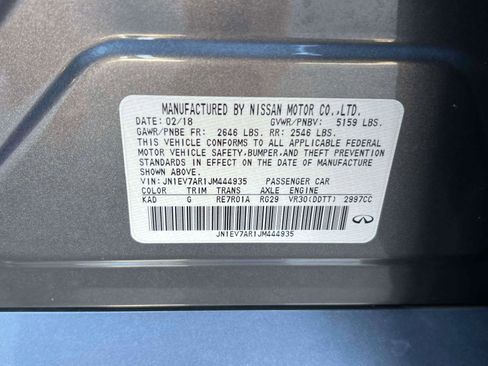 MANUFACTURED BY NISSAN MOTOR CO.,LTD.
DATE: 02/18 GVWR/PNBV: 5159 LBS.
GAWR/PNBE FR: 2646 LBS. RR: 2546 LBS.
THIS VEHICLE CONFORMS TO ALL APPLICABLE FEDERAL
MOTOR VEHICLE SAFETY,BUMPER,AND THEFT PREVENTION
STANDARDS IN EFFECT ON THE DATE OF MANUFACTURE
SHOWN ABOVE.
VIN: JN1EV7AR1JM444935 PASSENGER CAR
COLOR TRIM TRANS AXLE ENGINE
KAD G RE7R01A RG29 VR30(DDTT) 2997CC
JN1EV7AR1JM444935